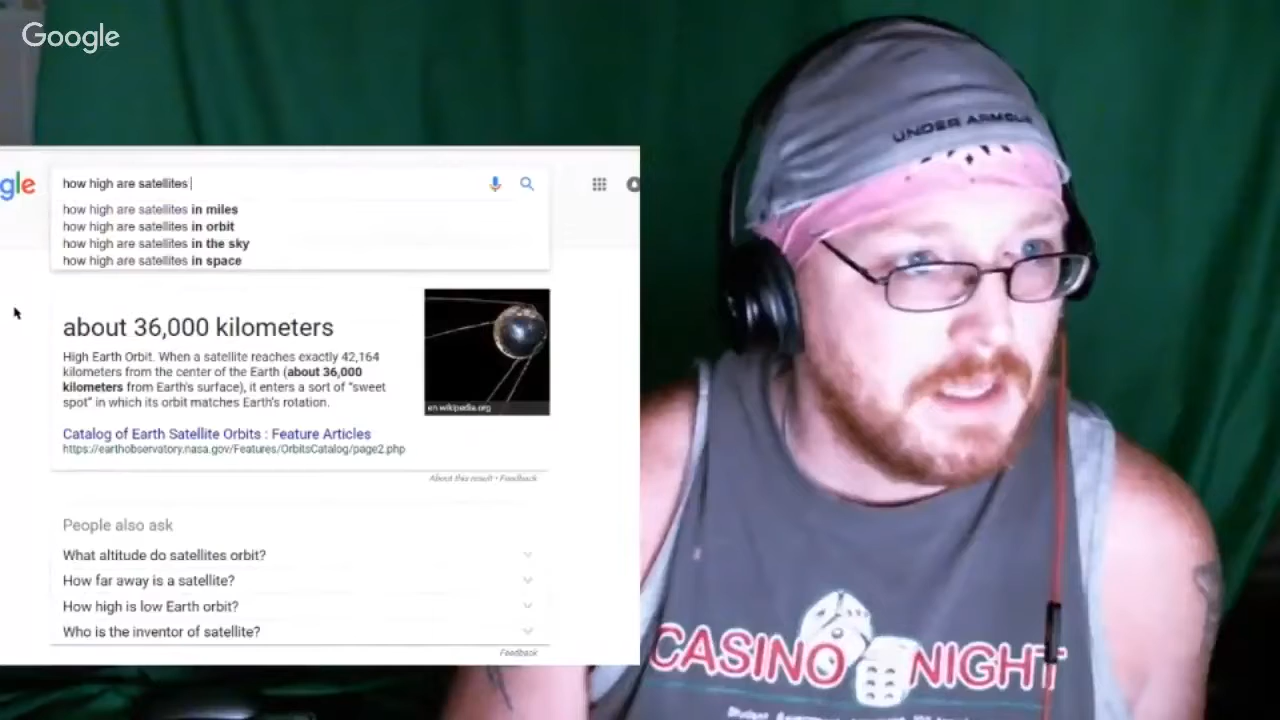 Google
gle
how high are satellites
how high are satellites in miles
how high are satellites in orbit
how high are satellites in the sky
how high are satellites in space
about 36,000 kilometers
High Earth Orbit. When a satellite reaches exactly 42,164
kilometers from the center of the Earth (about 36,000
kilometers from Earth's surface), it enters a sort of "sweet
spot" in which its orbit matches Earth's rotation.
en.wikipedia.org
Catalog of Earth Satellite Orbits : Feature Articles
https://earthobservatory.nasa.gov/Features/OrbitsCatalog/page2.php
About this result • Feedback
People also ask
What altitude do satellites orbit?
How far away is a satellite?
How high is low Earth orbit?
Who is the inventor of satellite?
Feedback
UNDER ARMOUR
CASINO NIGHT